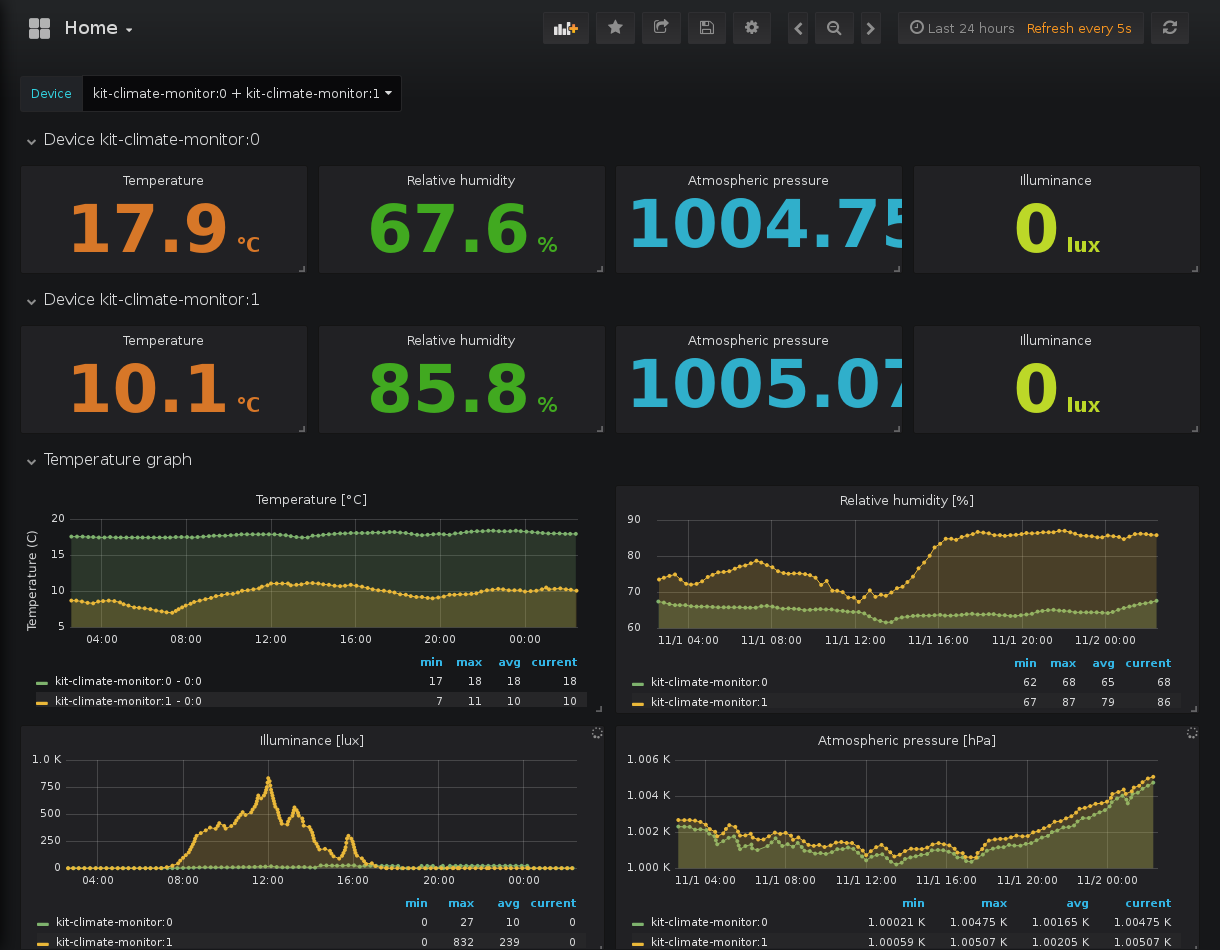 Home
Last 24 hours Refresh every 5s
Device kit-climate-monitor:0 + kit-climate-monitor:1
Device kit-climate-monitor:0
Temperature Relative humidity Atmospheric pressure Illuminance
17.9 °C 67.6 % 1004.75 0 lux
Device kit-climate-monitor:1
Temperature Relative humidity Atmospheric pressure Illuminance
10.1 °C 85.8 % 1005.07 0 lux
Temperature graph
Temperature [°C]
Temperature (C)
20
15
10
5
04:00 08:00 12:00 16:00 20:00 00:00
min max avg current
kit-climate-monitor:0 - 0:0 17 18 18 18
kit-climate-monitor:1 - 0:0 7 11 10 10
Relative humidity [%]
90
80
70
60
11/1 04:00 11/1 08:00 11/1 12:00 11/1 16:00 11/1 20:00 11/2 00:00
min max avg current
kit-climate-monitor:0 62 68 65 68
kit-climate-monitor:1 67 87 79 86
Illuminance [lux]
1.0 K
750
500
250
0
04:00 08:00 12:00 16:00 20:00 00:00
min max avg current
kit-climate-monitor:0 0 27 10 0
kit-climate-monitor:1 0 832 239 0
Atmospheric pressure [hPa]
1.006 K
1.004 K
1.002 K
1.000 K
11/1 04:00 11/1 08:00 11/1 12:00 11/1 16:00 11/1 20:00 11/2 00:00
min max avg current
kit-climate-monitor:0 1.00021 K 1.00475 K 1.00165 K 1.00475 K
kit-climate-monitor:1 1.00059 K 1.00507 K 1.00205 K 1.00507 K